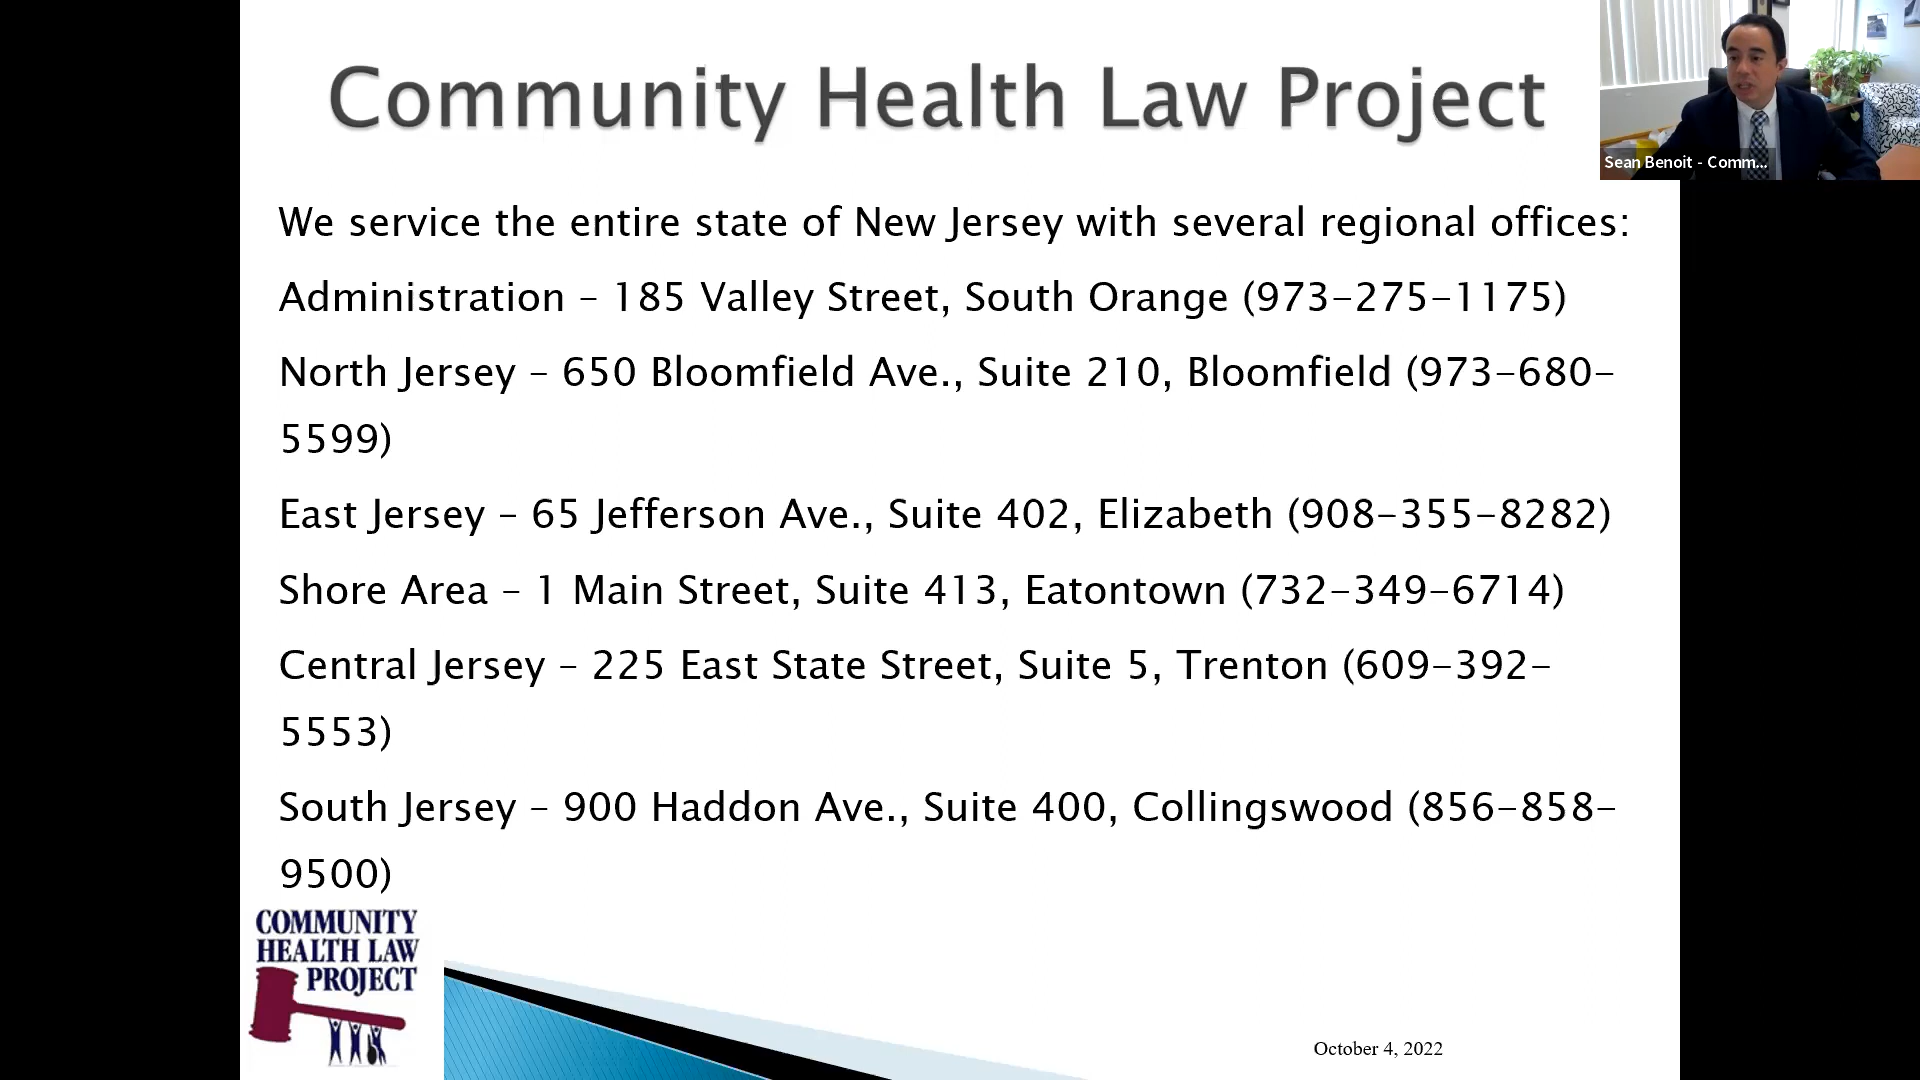 Community Health Law Project
Sean Benoit - Comm...
We service the entire state of New Jersey with several regional offices:
Administration – 185 Valley Street, South Orange (973-275-1175)
North Jersey – 650 Bloomfield Ave., Suite 210, Bloomfield (973-680-
5599)
East Jersey – 65 Jefferson Ave., Suite 402, Elizabeth (908-355-8282)
Shore Area – 1 Main Street, Suite 413, Eatontown (732-349-6714)
Central Jersey – 225 East State Street, Suite 5, Trenton (609-392-
5553)
South Jersey – 900 Haddon Ave., Suite 400, Collingswood (856-858-
9500)
COMMUNITY
HEALTH LAW
PROJECT
October 4, 2022